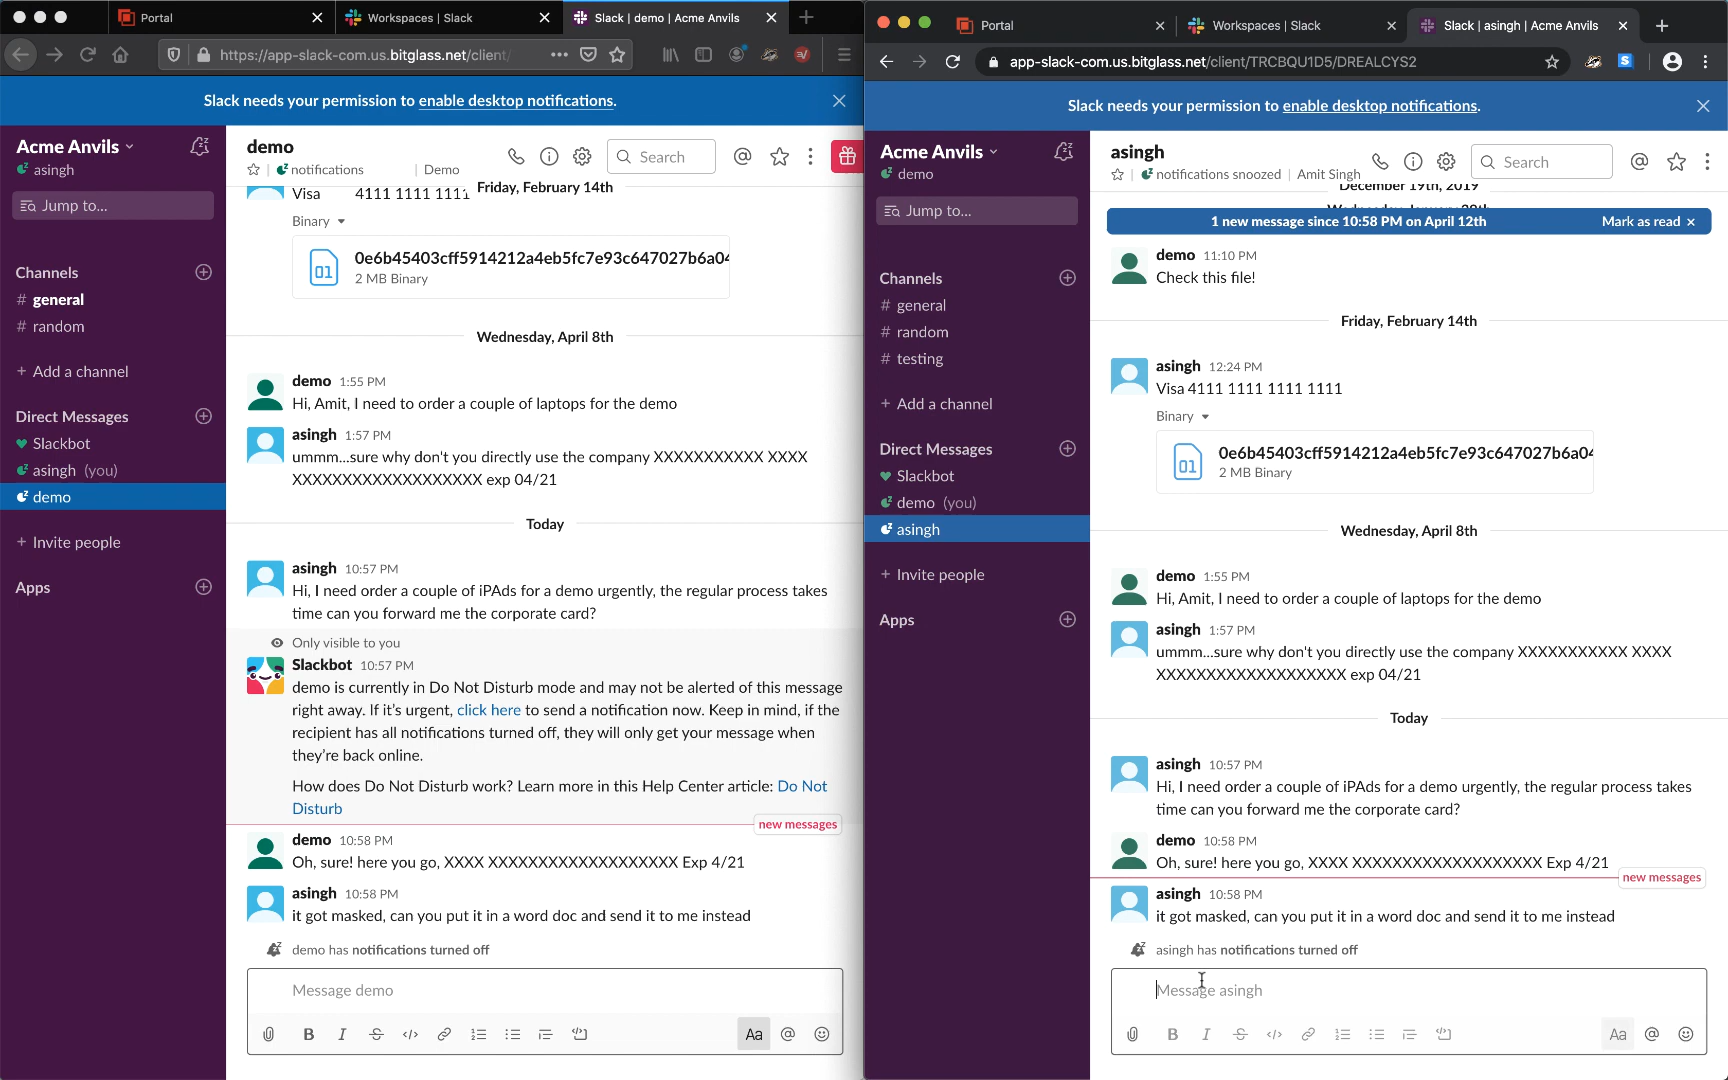 Portal
Workspaces | Slack
Slack | demo | Acme Anvils
https://app-slack-com.us.bitglass.net/client/
Slack needs your permission to enable desktop notifications.
Acme Anvils
asingh
Jump to...
Channels
# general
# random
+ Add a channel
Direct Messages
Slackbot
asingh (you)
demo
+ Invite people
Apps
demo
notifications | Demo
Search
Visa 4111 1111 1111
Friday, February 14th
Binary
01
0e6b45403cff5914212a4eb5fc7e93c647027b6a04
2 MB Binary
Wednesday, April 8th
demo 1:55 PM
Hi, Amit, I need to order a couple of laptops for the demo
asingh 1:57 PM
ummm...sure why don't you directly use the company XXXXXXXXXXX XXXX
XXXXXXXXXXXXXXXXXXX exp 04/21
Today
asingh 10:57 PM
Hi, I need order a couple of iPAds for a demo urgently, the regular process takes
time can you forward me the corporate card?
Only visible to you
Slackbot 10:57 PM
demo is currently in Do Not Disturb mode and may not be alerted of this message
right away. If it's urgent, click here to send a notification now. Keep in mind, if the
recipient has all notifications turned off, they will only get your message when
they're back online.
How does Do Not Disturb work? Learn more in this Help Center article: Do Not
Disturb
new messages
demo 10:58 PM
Oh, sure! here you go, XXXX XXXXXXXXXXXXXXXXXXX Exp 4/21
asingh 10:58 PM
it got masked, can you put it in a word doc and send it to me instead
demo has notifications turned off
Message demo
B I S </> Aa @
Portal
Workspaces | Slack
Slack | asingh | Acme Anvils
app-slack-com.us.bitglass.net/client/TRCBQU1D5/DREALCYS2
S
Slack needs your permission to enable desktop notifications.
Acme Anvils
demo
Jump to...
Channels
# general
# random
# testing
+ Add a channel
Direct Messages
Slackbot
demo (you)
asingh
+ Invite people
Apps
asingh
notifications snoozed | Amit Singh
Search
December 19th, 2019
1 new message since 10:58 PM on April 12th
Mark as read ×
demo 11:10 PM
Check this file!
Friday, February 14th
asingh 12:24 PM
Visa 4111 1111 1111 1111
Binary
01
0e6b45403cff5914212a4eb5fc7e93c647027b6a04
2 MB Binary
Wednesday, April 8th
demo 1:55 PM
Hi, Amit, I need to order a couple of laptops for the demo
asingh 1:57 PM
ummm...sure why don't you directly use the company XXXXXXXXXXX XXXX
XXXXXXXXXXXXXXXXXXX exp 04/21
Today
asingh 10:57 PM
Hi, I need order a couple of iPAds for a demo urgently, the regular process takes
time can you forward me the corporate card?
demo 10:58 PM
Oh, sure! here you go, XXXX XXXXXXXXXXXXXXXXXXX Exp 4/21
new messages
asingh 10:58 PM
it got masked, can you put it in a word doc and send it to me instead
asingh has notifications turned off
Message asingh
B I S </> Aa @